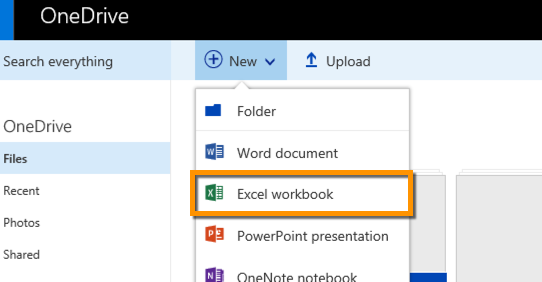 OneDrive
Search everything
New
Upload
OneDrive
Files
Recent
Photos
Shared
Folder
Word document
Excel workbook
PowerPoint presentation
OneNote notebook